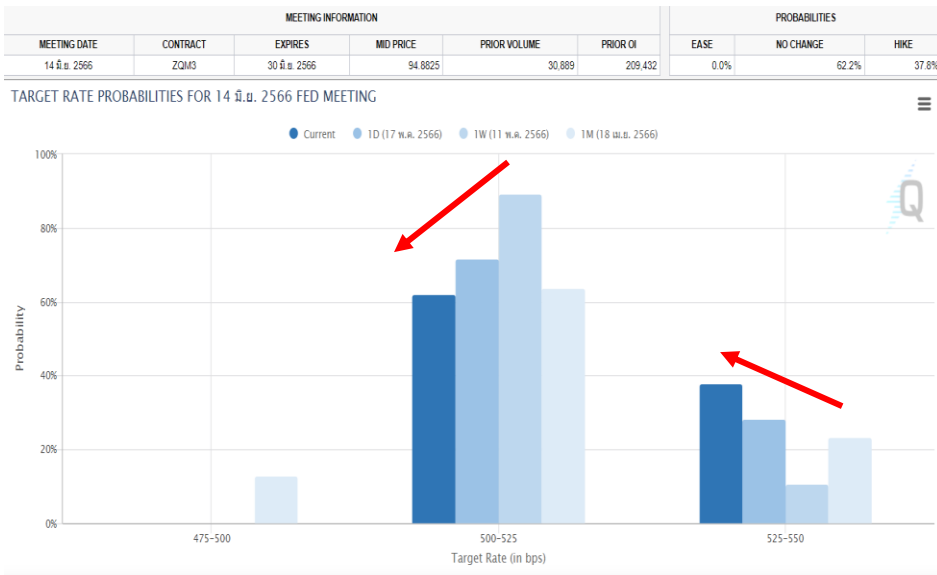 MEETING INFORMATION PROBABILITIES
MEETING DATE CONTRACT EXPIRES MID PRICE PRIOR VOLUME PRIOR OI EASE NO CHANGE HIKE
14 มิ.ย. 2566 ZQM3 30 มิ.ย. 2566 94.8825 30,889 209,432 0.0% 62.2% 37.8%
TARGET RATE PROBABILITIES FOR 14 มิ.ย. 2566 FED MEETING
Current 1D (17 พ.ค. 2566) 1W (11 พ.ค. 2566) 1M (18 เม.ย. 2566)
100%
80%
60%
40%
20%
0%
Probability
Q
475-500 500-525 525-550
Target Rate (in bps)